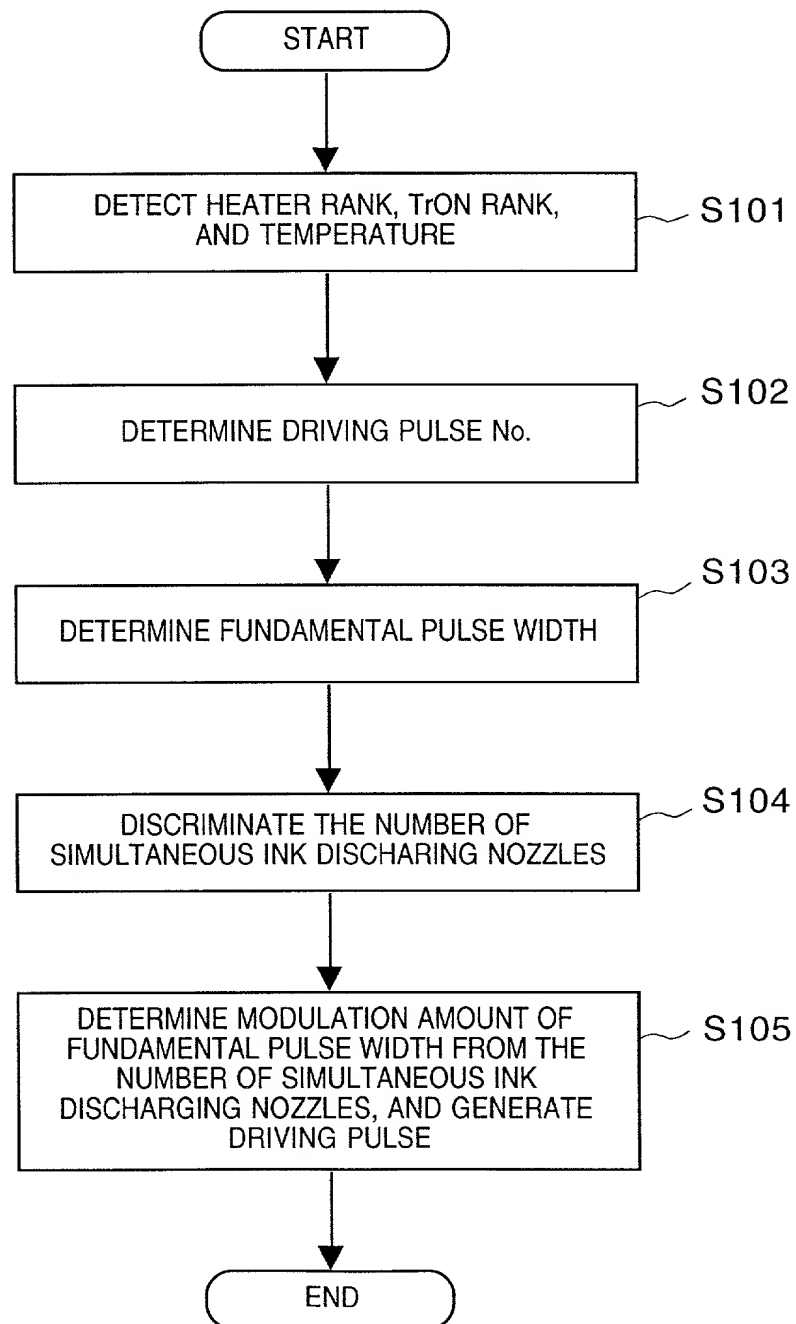 START
DETECT HEATER RANK, TrON RANK,
AND TEMPERATURE
S101
DETERMINE DRIVING PULSE No.
S102
DETERMINE FUNDAMENTAL PULSE WIDTH
S103
DISCRIMINATE THE NUMBER OF
SIMULTANEOUS INK DISCHARING NOZZLES
S104
DETERMINE MODULATION AMOUNT OF
FUNDAMENTAL PULSE WIDTH FROM THE
NUMBER OF SIMULTANEOUS INK
DISCHARGING NOZZLES, AND GENERATE
DRIVING PULSE
S105
END